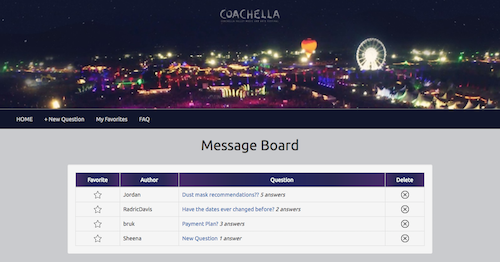 COACHELLA
HOME + New Question My Favorites FAQ
Message Board
Favorite Author Question Delete
Jordan Dust mask recommendations?? 5 answers
RadricDavis Have the dates ever changed before? 2 answers
bruk Payment Plan? 3 answers
Sheena New Question 1 answer